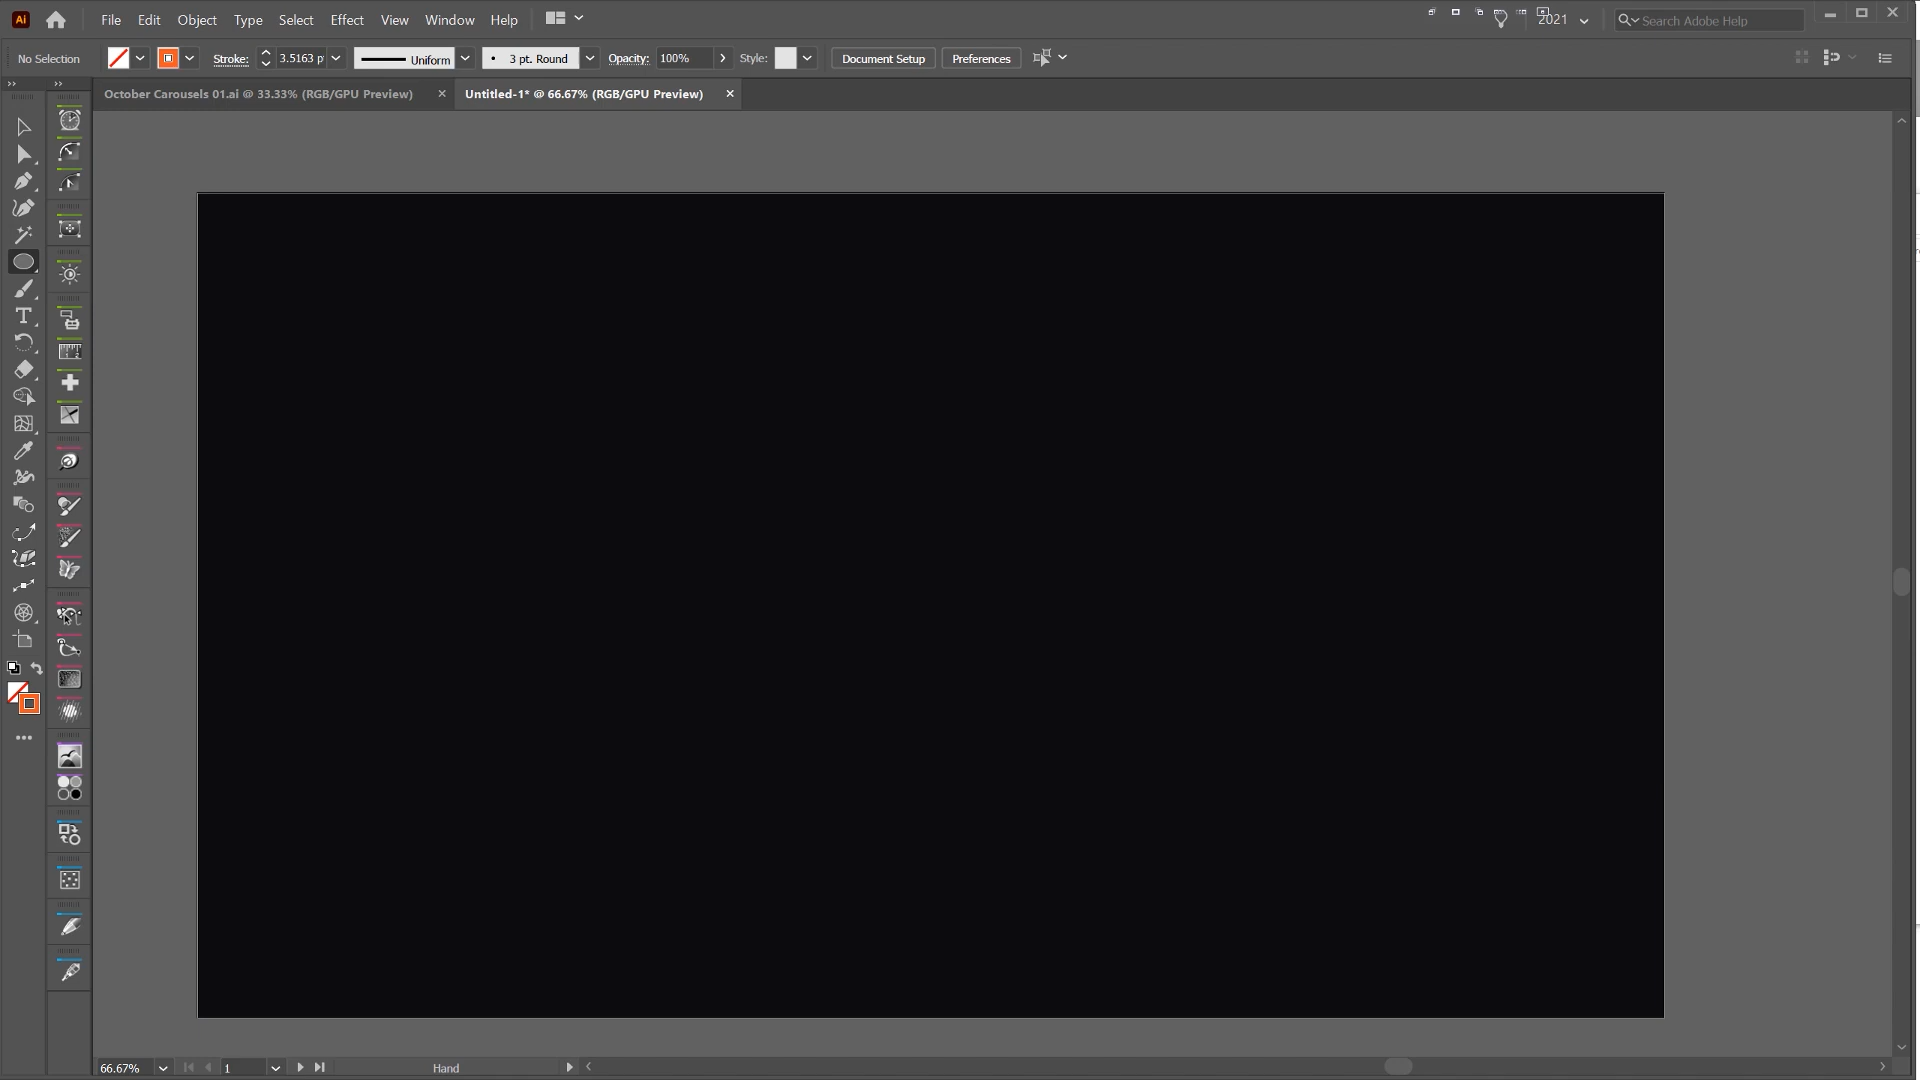 Ai File Edit Object Type Select Effect View Window Help 2021 Search Adobe Help
No Selection Stroke: 3.5163 p Uniform 3 pt. Round Opacity: 100% Style: Document Setup Preferences
October Carousels 01.ai @ 33.33% (RGB/GPU Preview) Untitled-1* @ 66.67% (RGB/GPU Preview)
66.67% 1 Hand